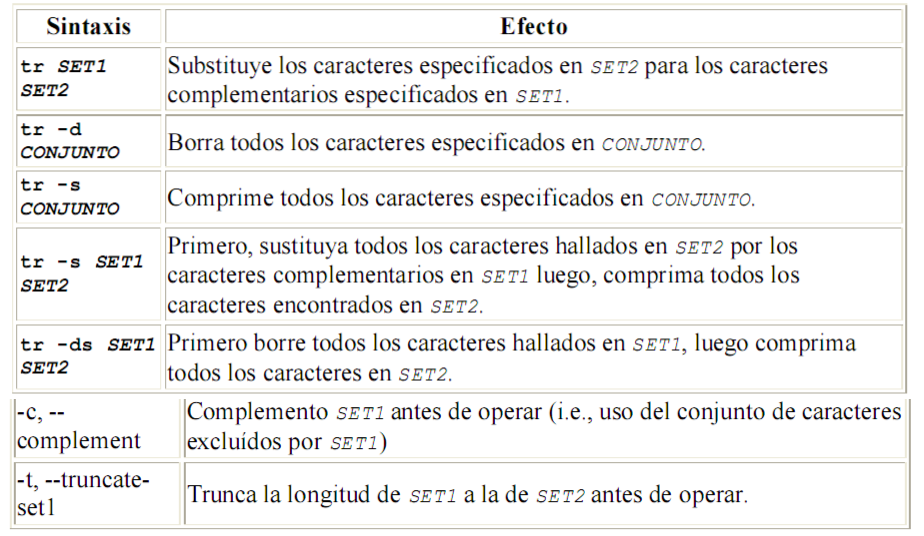 Sintaxis Efecto
tr SET1 Substituye los caracteres especificados en SET2 para los caracteres
SET2 complementarios especificados en SET1.
tr -d
CONJUNTO Borra todos los caracteres especificados en CONJUNTO.
tr -s
CONJUNTO Comprime todos los caracteres especificados en CONJUNTO.
Primero, sustituya todos los caracteres hallados en SET2 por los
tr -s SET1 caracteres complementarios en SET1 luego, comprima todos los
SET2 caracteres encontrados en SET2.
tr -ds SET1 Primero borre todos los caracteres hallados en SET1, luego comprima
SET2 todos los caracteres en SET2.
-c, -- Complemento SET1 antes de operar (i.e., uso del conjunto de caracteres
complement excluídos por SET1)
-t, --truncate- Trunca la longitud de SET1 a la de SET2 antes de operar.
set1